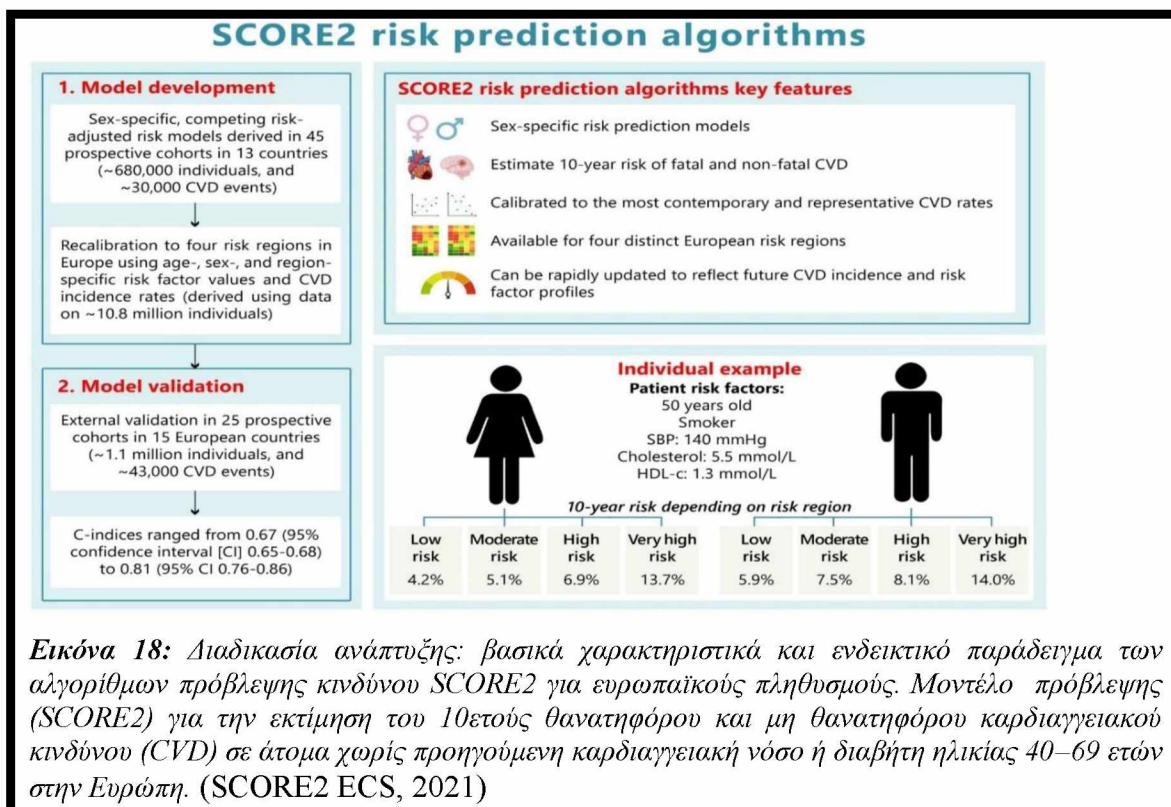 SCORE2 risk prediction algorithms
1. Model development
Sex-specific, competing risk-
adjusted risk models derived in 45
prospective cohorts in 13 countries
(~680,000 individuals, and
~30,000 CVD events)
Recalibration to four risk regions in
Europe using age-, sex-, and region-
specific risk factor values and CVD
incidence rates (derived using data
on ~10.8 million individuals)
2. Model validation
External validation in 25 prospective
cohorts in 15 European countries
(~1.1 million individuals, and
~43,000 CVD events)
C-indices ranged from 0.67 (95%
confidence interval [CI] 0.65-0.68)
to 0.81 (95% CI 0.76-0.86)
SCORE2 risk prediction algorithms key features
Sex-specific risk prediction models
Estimate 10-year risk of fatal and non-fatal CVD
Calibrated to the most contemporary and representative CVD rates
Available for four distinct European risk regions
Can be rapidly updated to reflect future CVD incidence and risk
factor profiles
Individual example
Patient risk factors:
50 years old
Smoker
SBP: 140 mmHg
Cholesterol: 5.5 mmol/L
HDL-c: 1.3 mmol/L
10-year risk depending on risk region
Low risk Moderate risk High risk Very high risk Low risk Moderate risk High risk Very high risk
4.2% 5.1% 6.9% 13.7% 5.9% 7.5% 8.1% 14.0%
Εικόνα 18: Διαδικασία ανάπτυξης: βασικά χαρακτηριστικά και ενδεικτικό παράδειγμα των
αλγορίθμων πρόβλεψης κινδύνου SCORE2 για ευρωπαϊκούς πληθυσμούς. Μοντέλο πρόβλεψης
(SCORE2) για την εκτίμηση του 10ετούς θανατηφόρου και μη θανατηφόρου καρδιαγγειακού
κινδύνου (CVD) σε άτομα χωρίς προηγούμενη καρδιαγγειακή νόσο ή διαβήτη ηλικίας 40–69 ετών
στην Ευρώπη. (SCORE2 ECS, 2021)